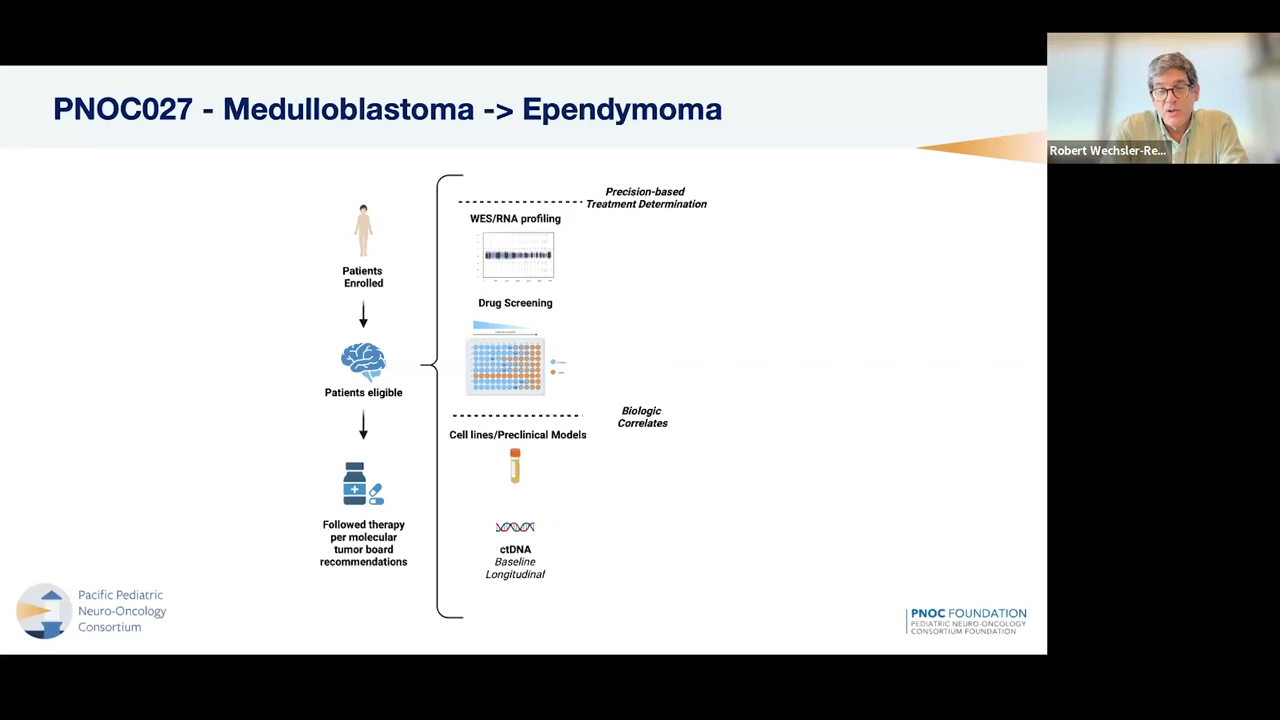 PNOC027 - Medulloblastoma -> Ependymoma
Robert Wechsler-Re...
Patients
Enrolled
Patients eligible
Followed therapy
per molecular
tumor board
recommendations
Precision-based
Treatment Determination
WES/RNA profiling
Drug Screening
Biologic
Correlates
Cell lines/Preclinical Models
ctDNA
Baseline
Longitudinal
Pacific Pediatric
Neuro-Oncology
Consortium
PNOC FOUNDATION
PEDIATRIC NEURO-ONCOLOGY
CONSORTIUM FOUNDATION